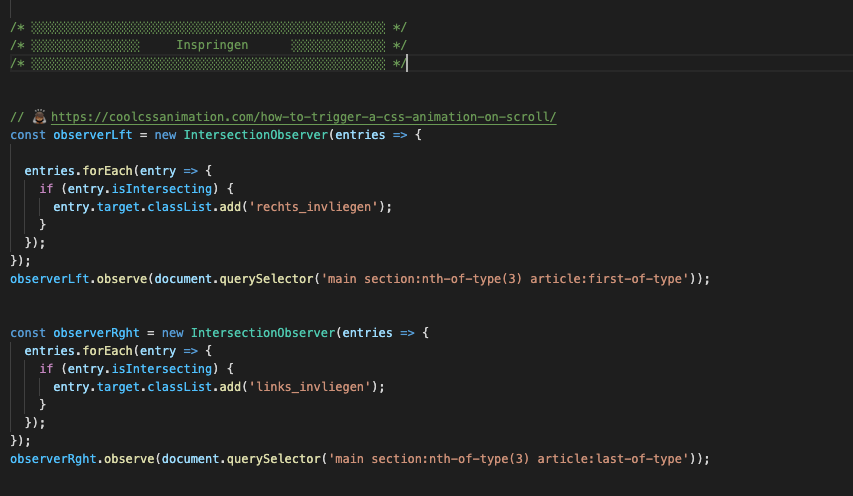 /* ░░░░░░░░░░░░░░░░░░░░░░░░░░░░░░░░░░░░░░░░░░░░░░░░░ */
/* ░░░░░░░░░░░░░░░     Inspringen      ░░░░░░░░░░░░░ */
/* ░░░░░░░░░░░░░░░░░░░░░░░░░░░░░░░░░░░░░░░░░░░░░░░░░ */
// https://coolcssanimation.com/how-to-trigger-a-css-animation-on-scroll/
const observerLft = new IntersectionObserver(entries => {
  entries.forEach(entry => {
    if (entry.isIntersecting) {
      entry.target.classList.add('rechts_invliegen');
    }
  });
});
observerLft.observe(document.querySelector('main section:nth-of-type(3) article:first-of-type'));
const observerRght = new IntersectionObserver(entries => {
  entries.forEach(entry => {
    if (entry.isIntersecting) {
      entry.target.classList.add('links_invliegen');
    }
  });
});
observerRght.observe(document.querySelector('main section:nth-of-type(3) article:last-of-type'));